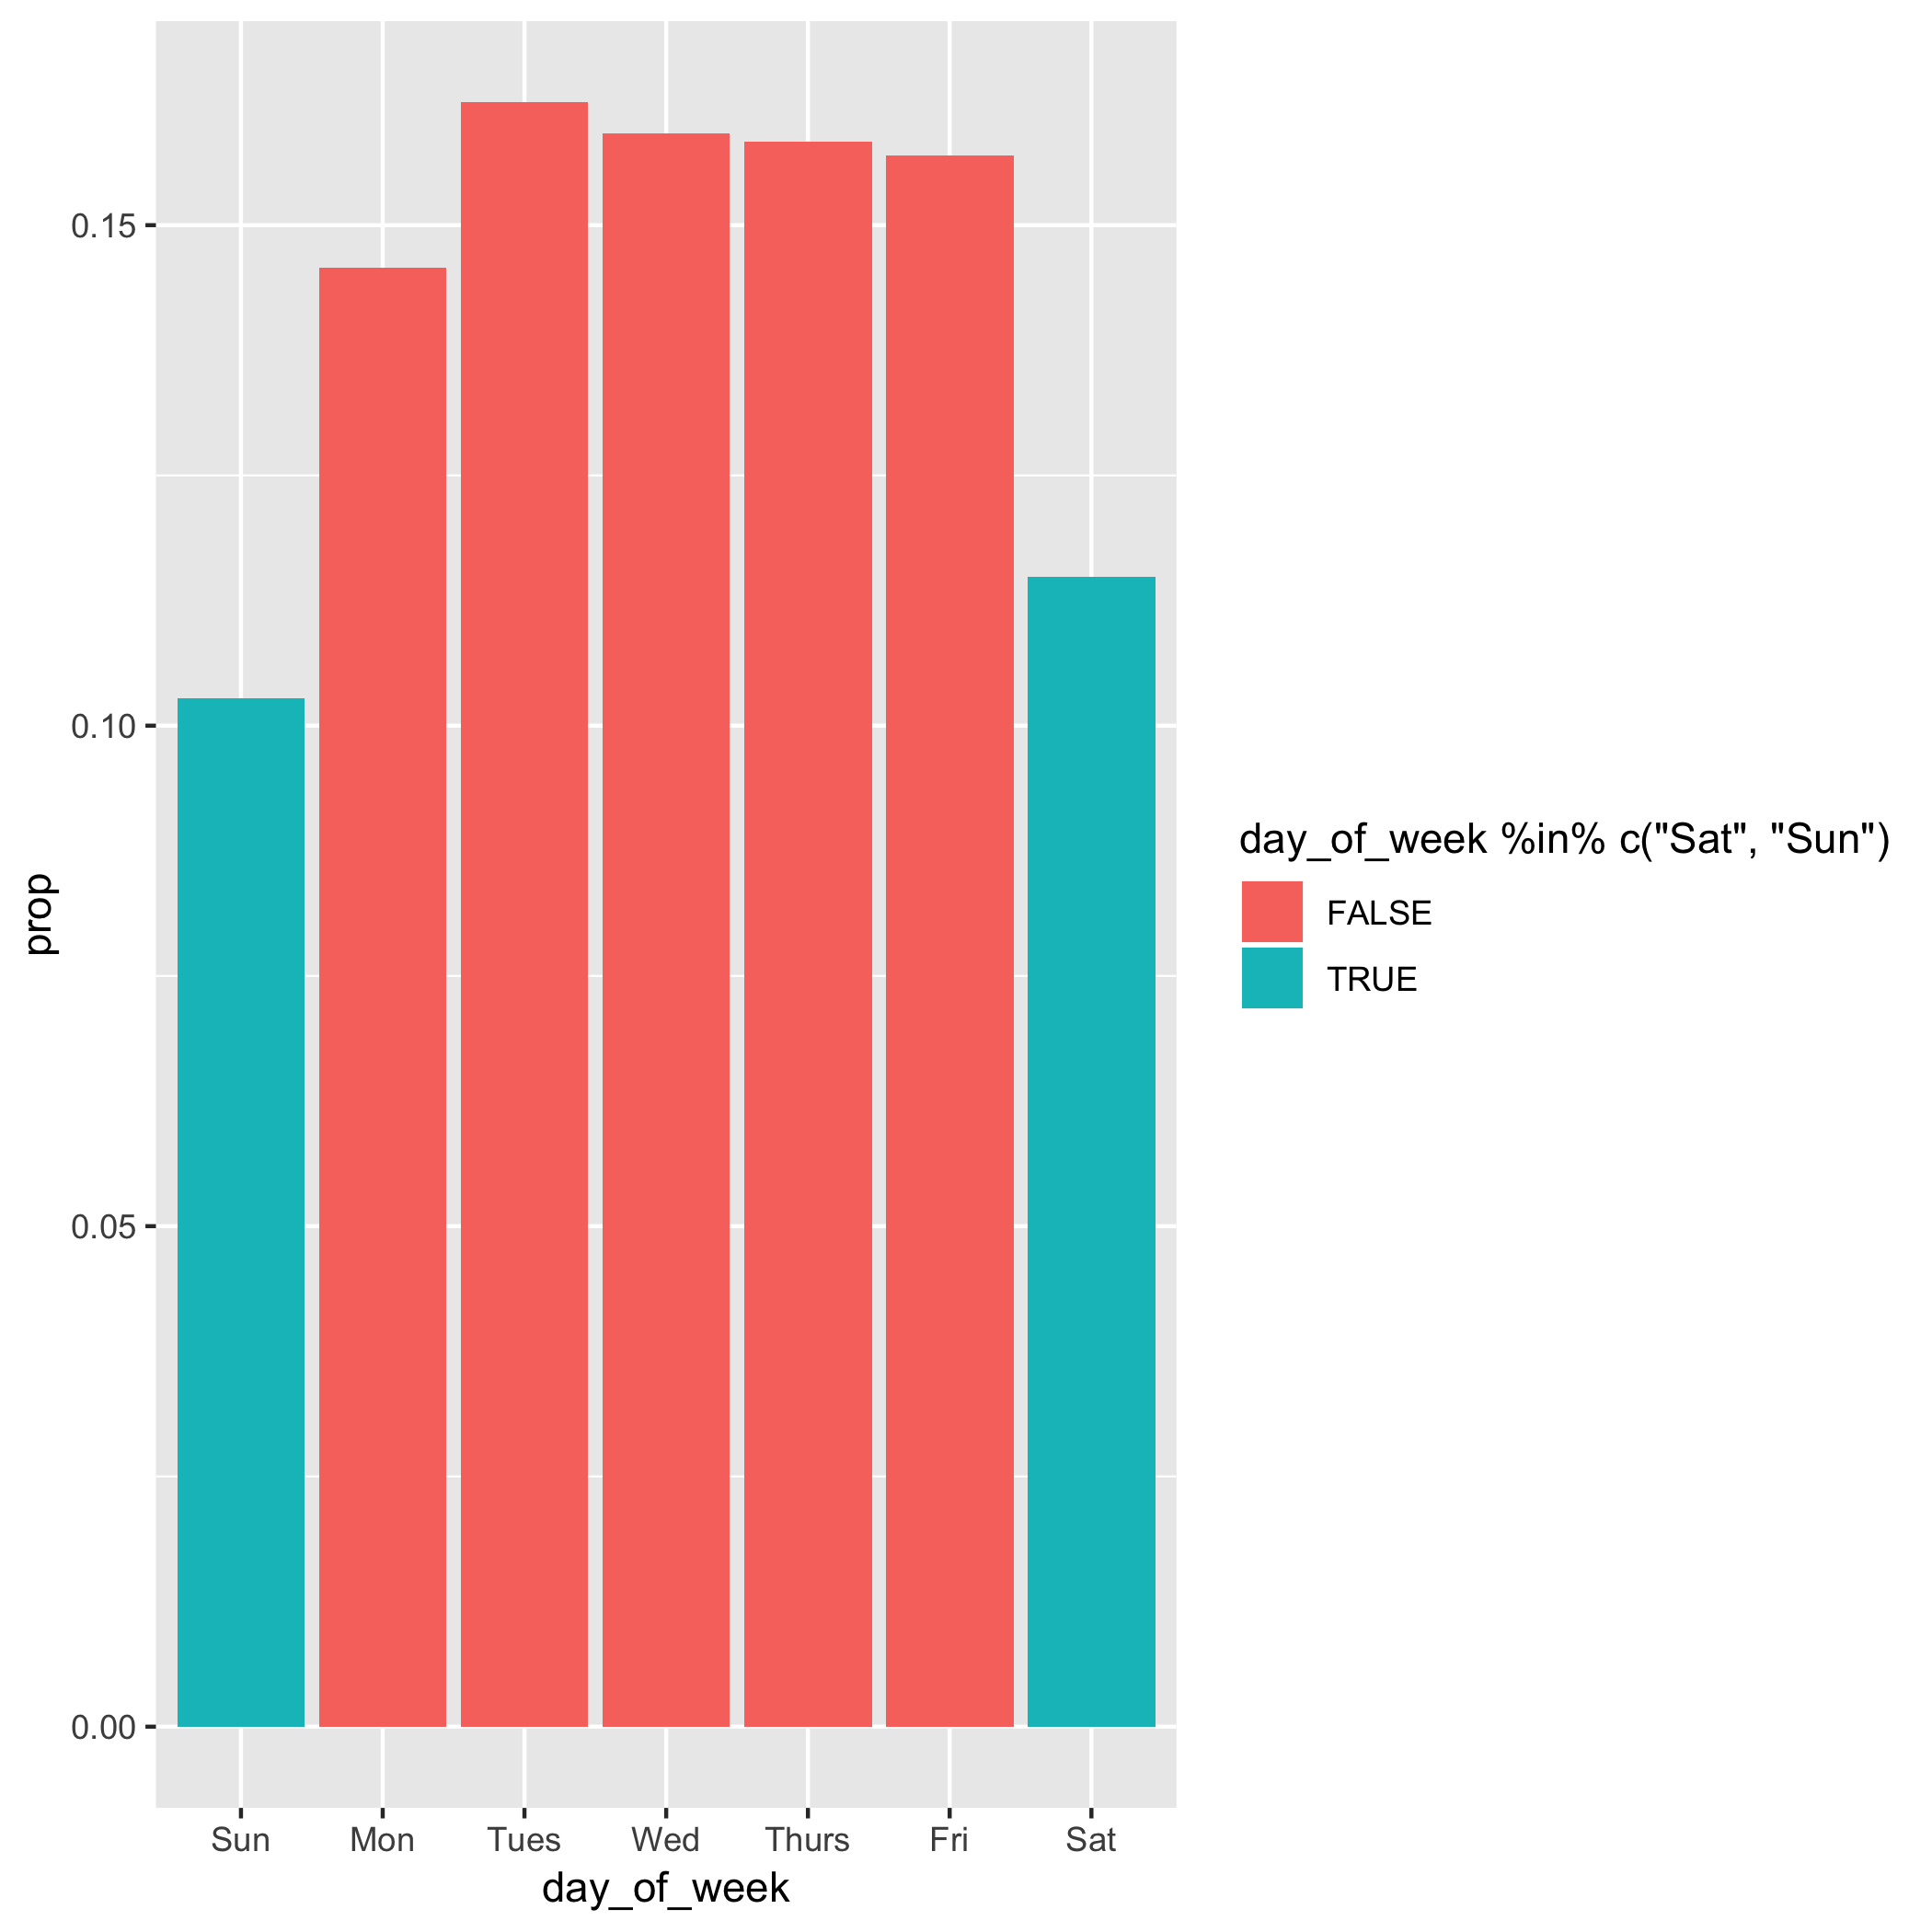 prop
0.15
0.10
0.05
0.00
Sun
Mon
Tues
Wed
Thurs
Fri
Sat
day_of_week
day_of_week %in% c("Sat", "Sun")
FALSE
TRUE